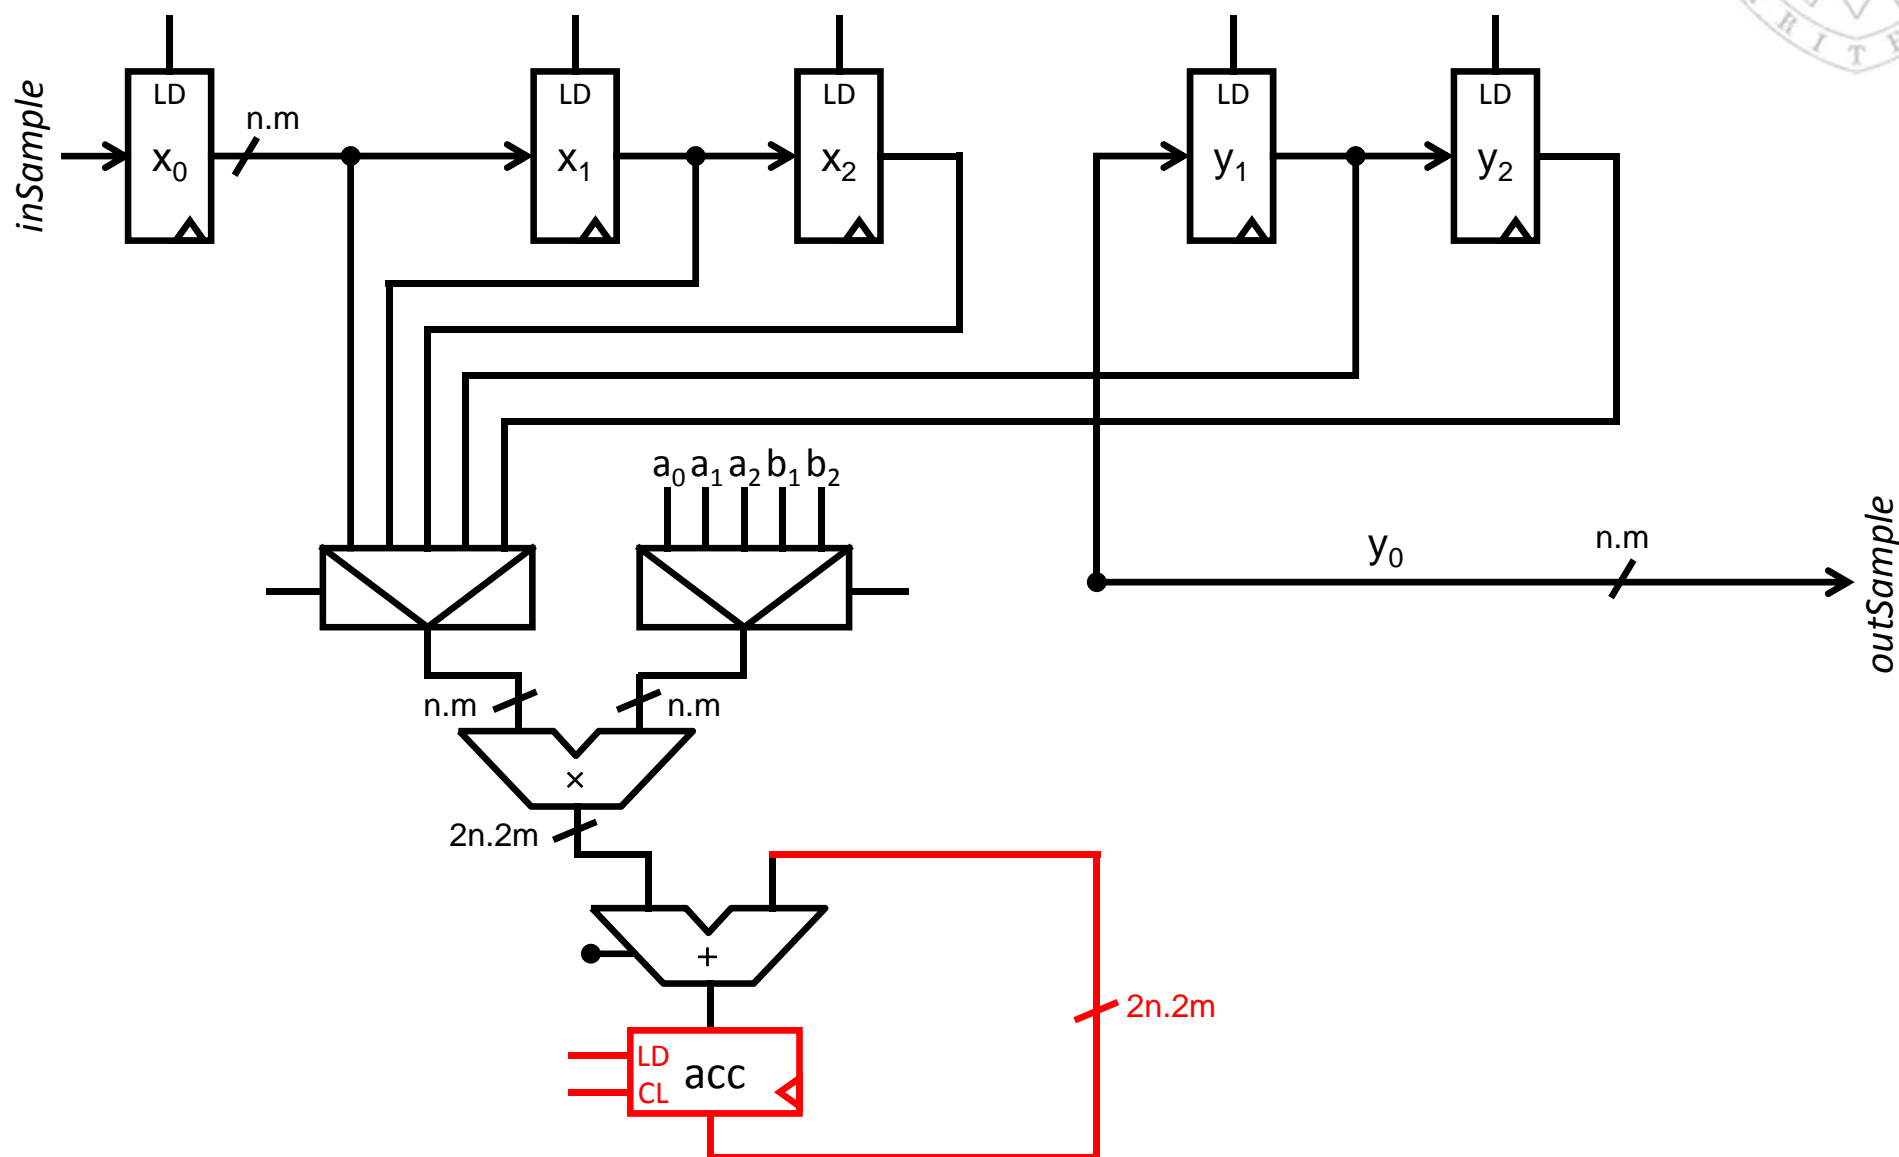 R I T
inSample
LD
x0
n.m
LD
x1
LD
x2
LD
y1
LD
y2
a0 a1 a2 b1 b2
y0
n.m
outSample
n.m
n.m
×
2n.2m
+
2n.2m
LD
CL
acc